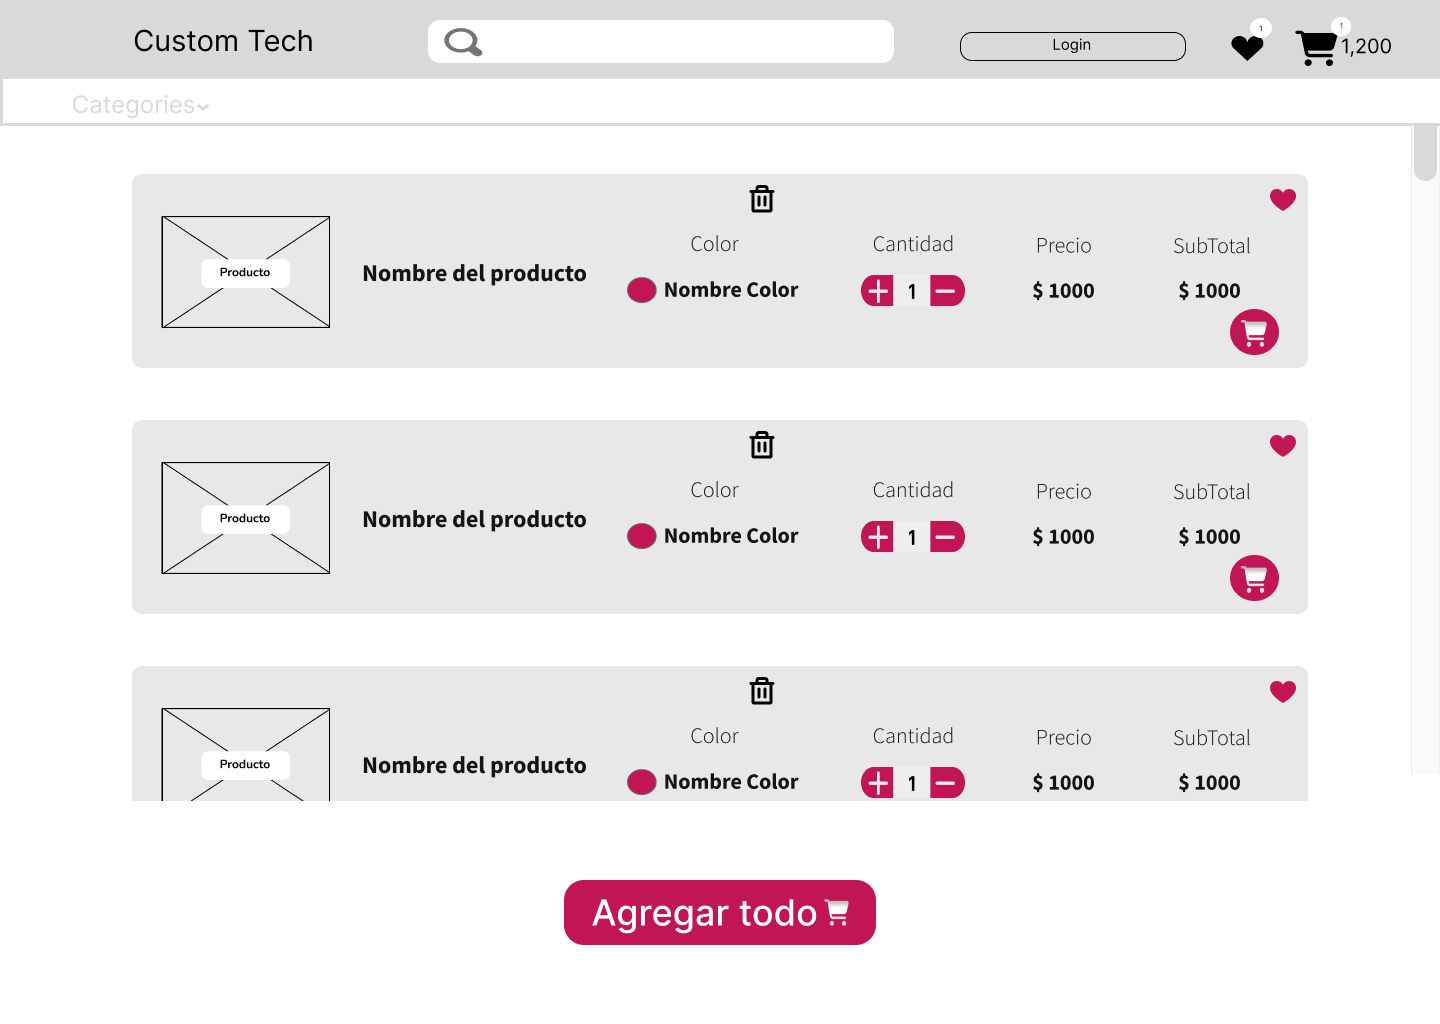 Custom Tech
Login
1
1
1,200
Categories
Color
Cantidad
Precio
SubTotal
Producto
Nombre del producto
Nombre Color
1
$ 1000
$ 1000
Color
Cantidad
Precio
SubTotal
Producto
Nombre del producto
Nombre Color
1
$ 1000
$ 1000
Color
Cantidad
Precio
SubTotal
Producto
Nombre del producto
Nombre Color
1
$ 1000
$ 1000
Agregar todo